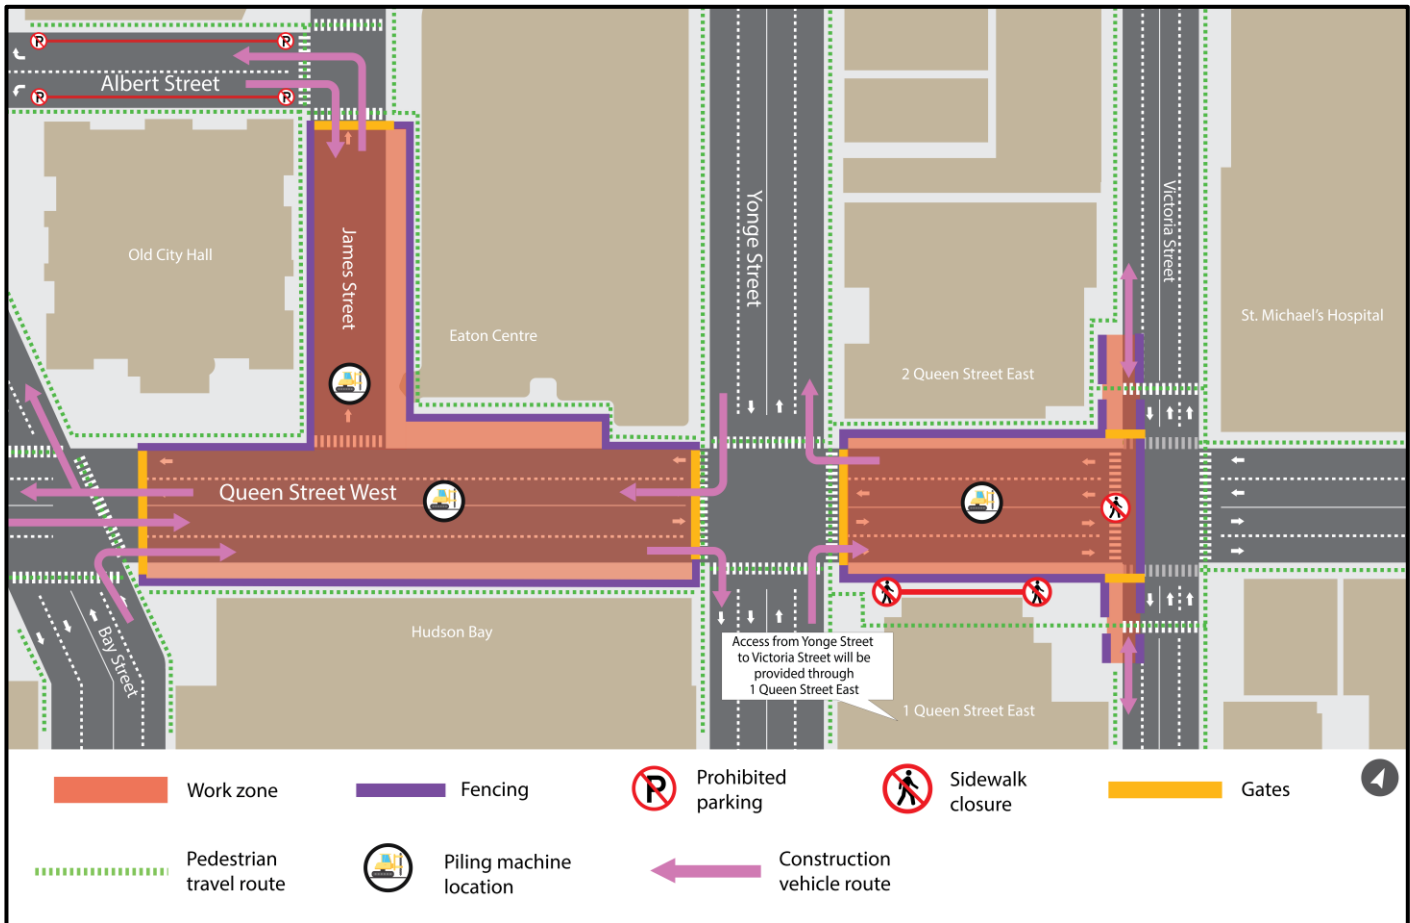 Albert Street
Old City Hall
James Street
Eaton Centre
Yonge Street
Victoria Street
St. Michael's Hospital
2 Queen Street East
Queen Street West
Bay Street
Hudson Bay
Access from Yonge Street
to Victoria Street will be
provided through
1 Queen Street East
1 Queen Street East
Work zone
Fencing
P
Prohibited
parking
Sidewalk
closure
Gates
Pedestrian
travel route
Piling machine
location
Construction
vehicle route